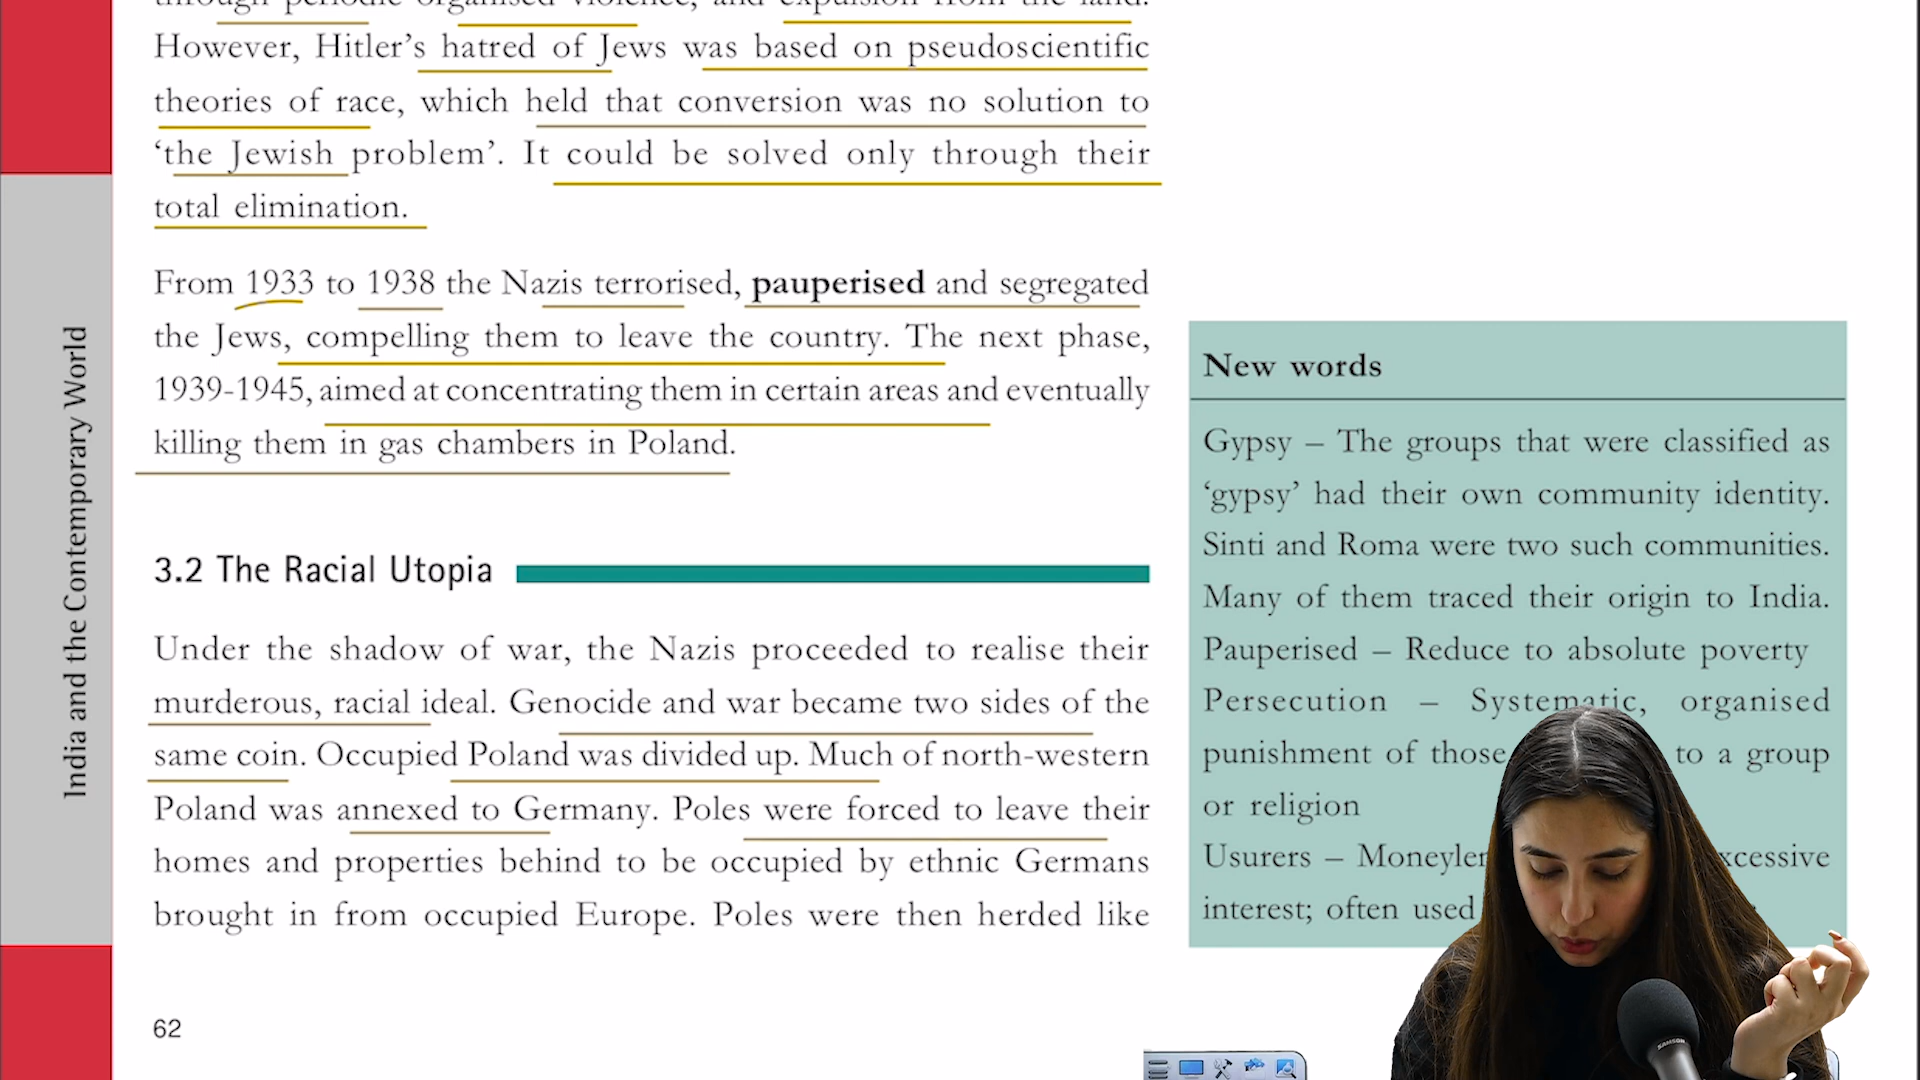 through periodic organised violence, and expulsion from the land.
However, Hitler's hatred of Jews was based on pseudoscientific
theories of race, which held that conversion was no solution to
'the Jewish problem'. It could be solved only through their
total elimination.
From 1933 to 1938 the Nazis terrorised, pauperised and segregated
the Jews, compelling them to leave the country. The next phase,
1939-1945, aimed at concentrating them in certain areas and eventually
killing them in gas chambers in Poland.
3.2 The Racial Utopia
Under the shadow of war, the Nazis proceeded to realise their
murderous, racial ideal. Genocide and war became two sides of the
same coin. Occupied Poland was divided up. Much of north-western
Poland was annexed to Germany. Poles were forced to leave their
homes and properties behind to be occupied by ethnic Germans
brought in from occupied Europe. Poles were then herded like
62
India and the Contemporary World
New words
Gypsy – The groups that were classified as
'gypsy' had their own community identity.
Sinti and Roma were two such communities.
Many of them traced their origin to India.
Pauperised – Reduce to absolute poverty
Persecution – Systematic, organised
punishment of those to a group
or religion
Usurers –
interest; often used
SAMSON